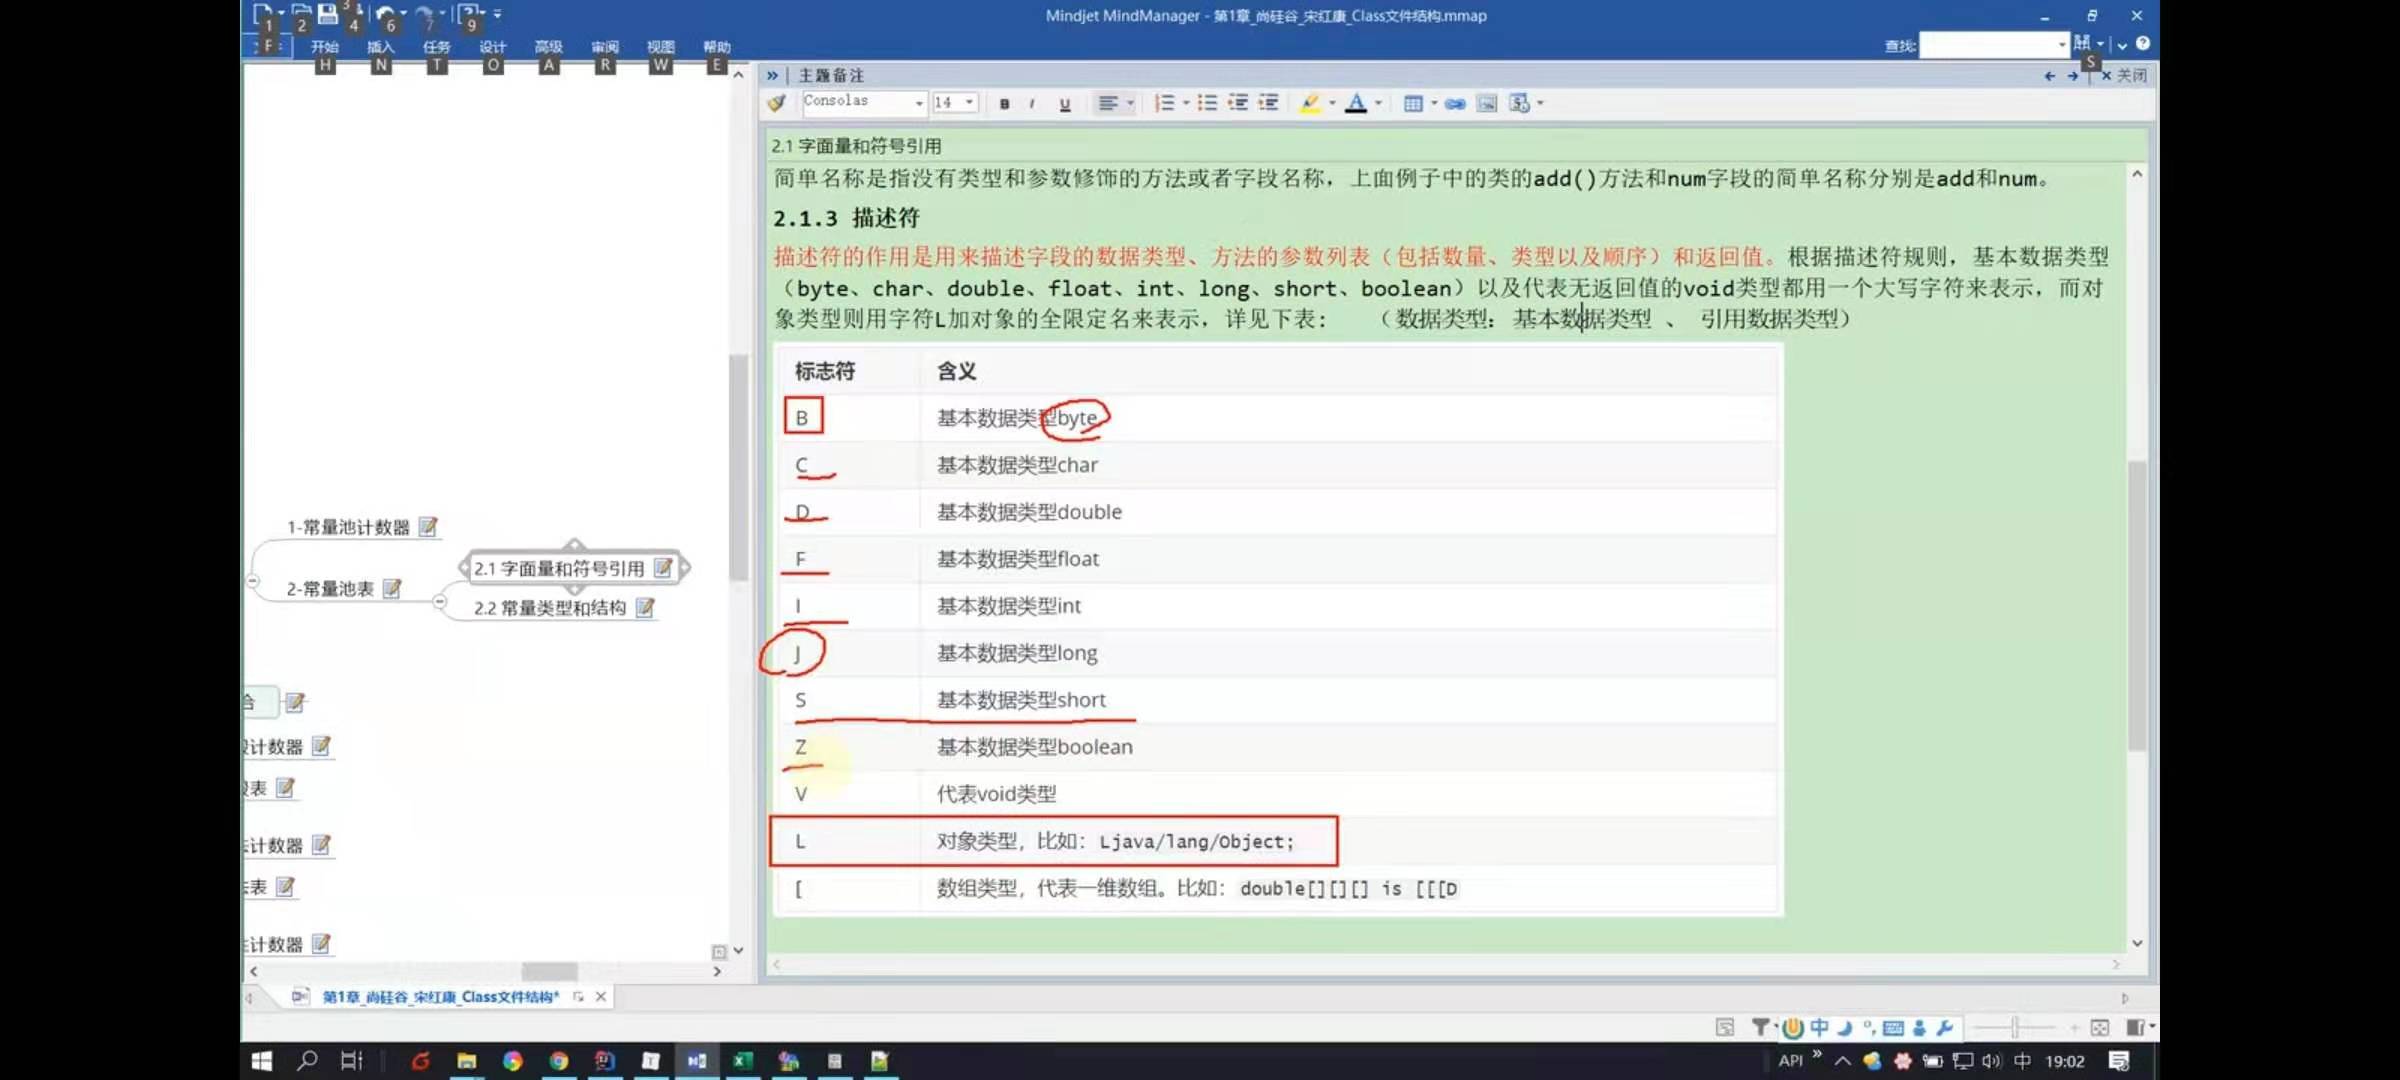 Mindjet MindManager - 第1章_尚硅谷_宋红康_Class文件结构.mmap
1 2 3 4 6 7 9
F 开始 插入 任务 设计 高级 审阅 视图 帮助
H N T O A R W E
查找:
S
主题备注
关闭
Consolas 14 B I U A
2.1 字面量和符号引用
简单名称是指没有类型和参数修饰的方法或者字段名称，上面例子中的类的add()方法和num字段的简单名称分别是add和num。
2.1.3 描述符
描述符的作用是用来描述字段的数据类型、方法的参数列表（包括数量、类型以及顺序）和返回值。根据描述符规则，基本数据类型
（byte、char、double、float、int、long、short、boolean）以及代表无返回值的void类型都用一个大写字符来表示，而对
象类型则用字符L加对象的全限定名来表示，详见下表: （数据类型：基本数据类型 、 引用数据类型）
标志符 含义
B 基本数据类型byte
C 基本数据类型char
D 基本数据类型double
F 基本数据类型float
I 基本数据类型int
J 基本数据类型long
S 基本数据类型short
Z 基本数据类型boolean
V 代表void类型
L 对象类型，比如：Ljava/lang/Object;
[ 数组类型，代表一维数组。比如：double[][][] is [[[D
1-常量池计数器
2-常量池表
2.1 字面量和符号引用
2.2 常量类型和结构
计数器
表
计数器
表
计数器
第1章_尚硅谷_宋红康_Class文件结构*
中
API
中
19:02